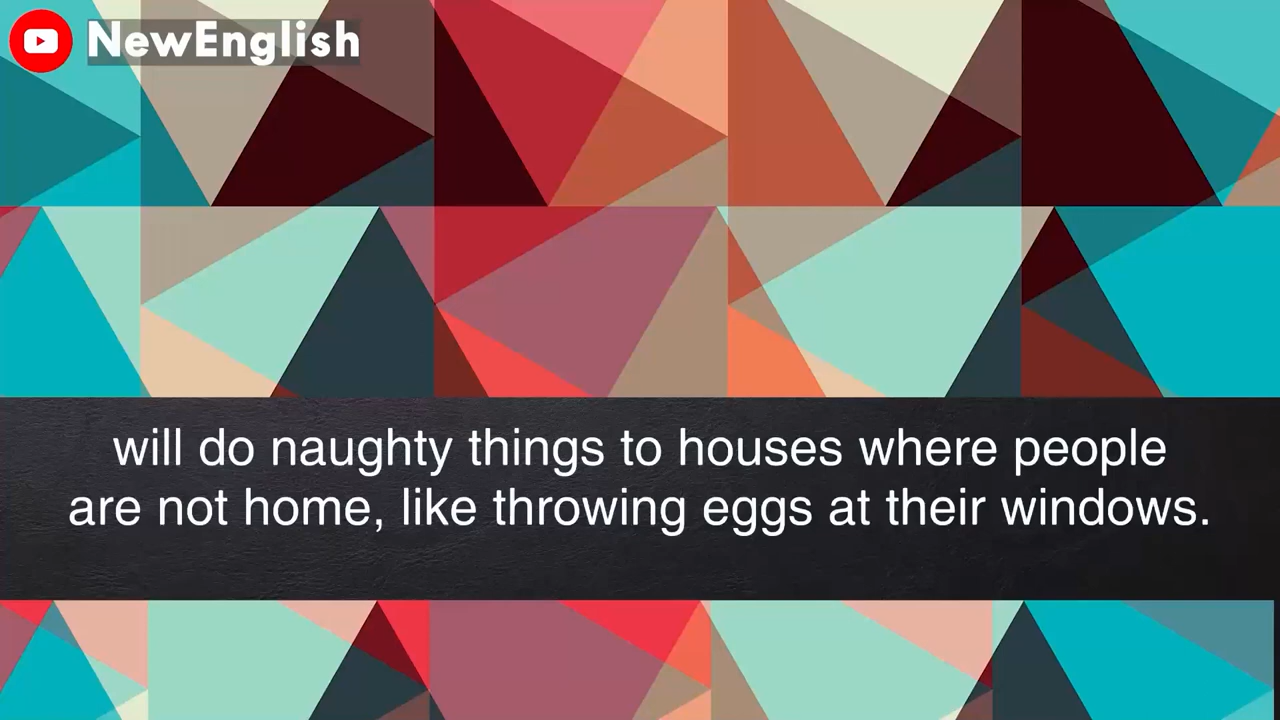 NewEnglish
will do naughty things to houses where people
are not home, like throwing eggs at their windows.